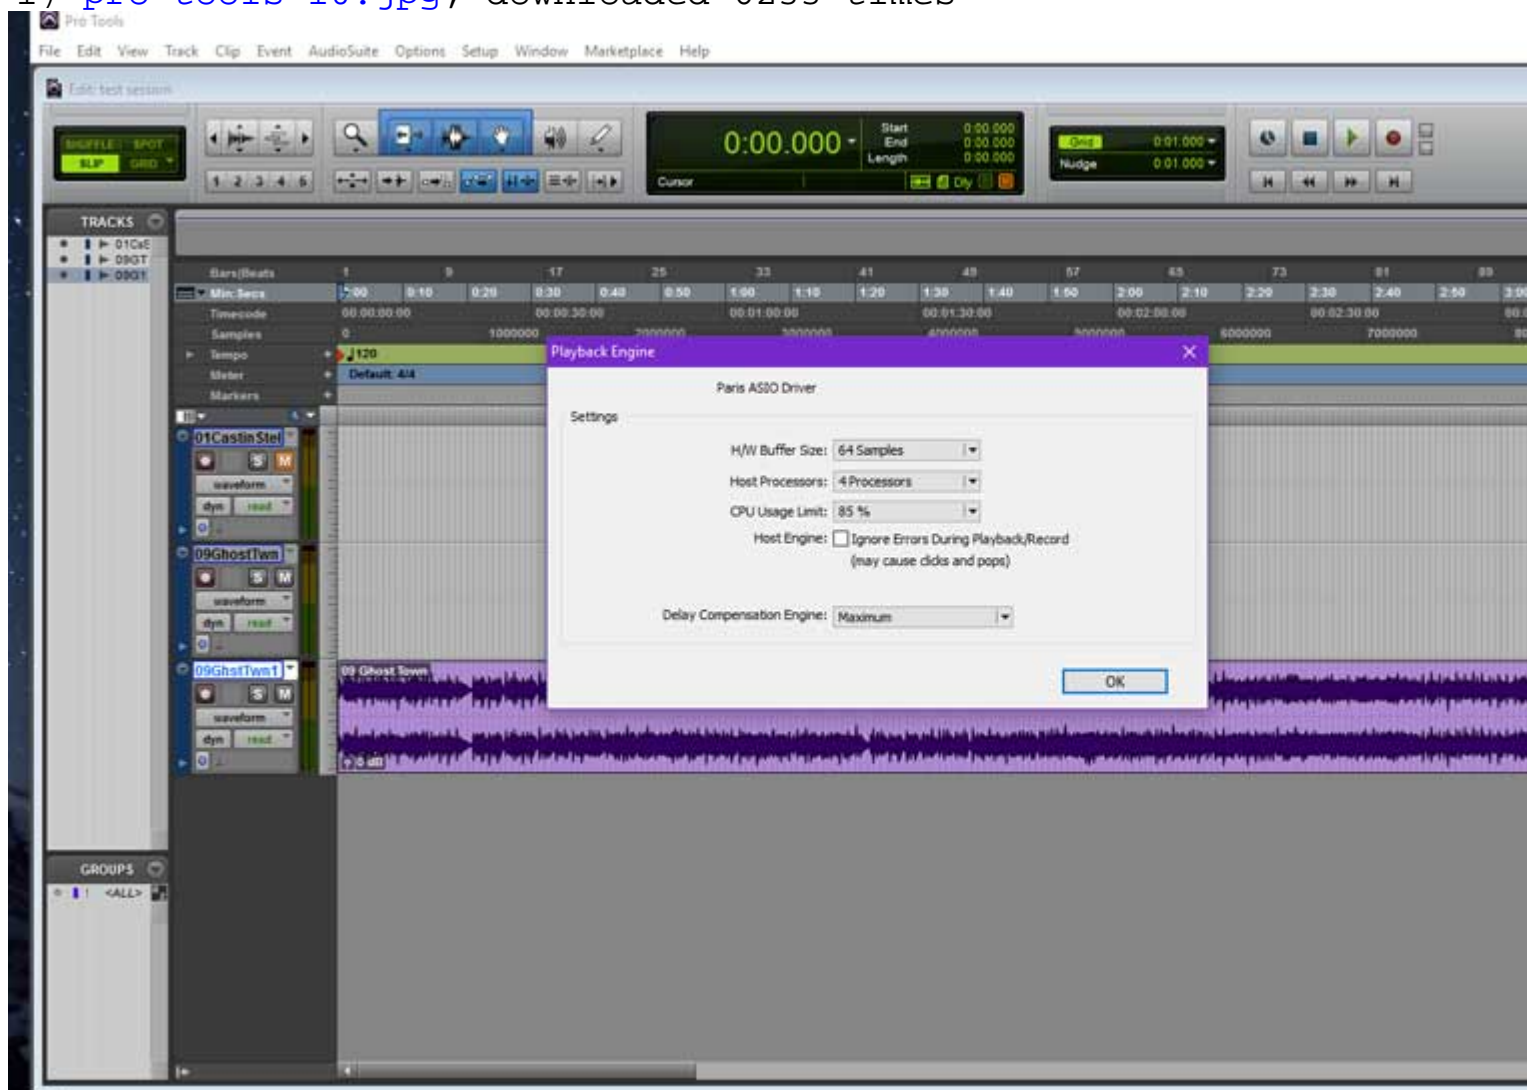 Pro Tools
File Edit View Track Clip Event AudioSuite Options Setup Window Marketplace Help
Edit: test session
SHUFFLE SPOT
SLIP GRID
1 2 3 4 5
0:00.000
Start 0:00.000
End 0:00.000
Length 0:00.000
Cursor
Dly
Grid 0:01.000
Nudge 0:01.000
TRACKS
01CaS
09GT
09G1
Bars|Beats 1 9 17 25 33 41 49 57 65 73 81 89
Min:Secs 0:00 0:10 0:20 0:30 0:40 0:50 1:00 1:10 1:20 1:30 1:40 1:50 2:00 2:10 2:20 2:30 2:40 2:50 3:00
Timecode 00:00:00:00 00:00:30:00 00:01:00:00 00:01:30:00 00:02:00:00 00:02:30:00
Samples 0 1000000 2000000 3000000 4000000 5000000 6000000 7000000
Tempo 120
Meter Default: 4/4
Markers
Playback Engine
Paris ASIO Driver
Settings
H/W Buffer Size: 64 Samples
Host Processors: 4 Processors
CPU Usage Limit: 85 %
Host Engine: Ignore Errors During Playback/Record
(may cause clicks and pops)
Delay Compensation Engine: Maximum
OK
01CastinStel
S M
waveform
dyn read
09GhostTwn
S M
waveform
dyn read
09GhstTwn1
S M
waveform
dyn read
09 Ghost Town
0 dB
GROUPS
! <ALL>